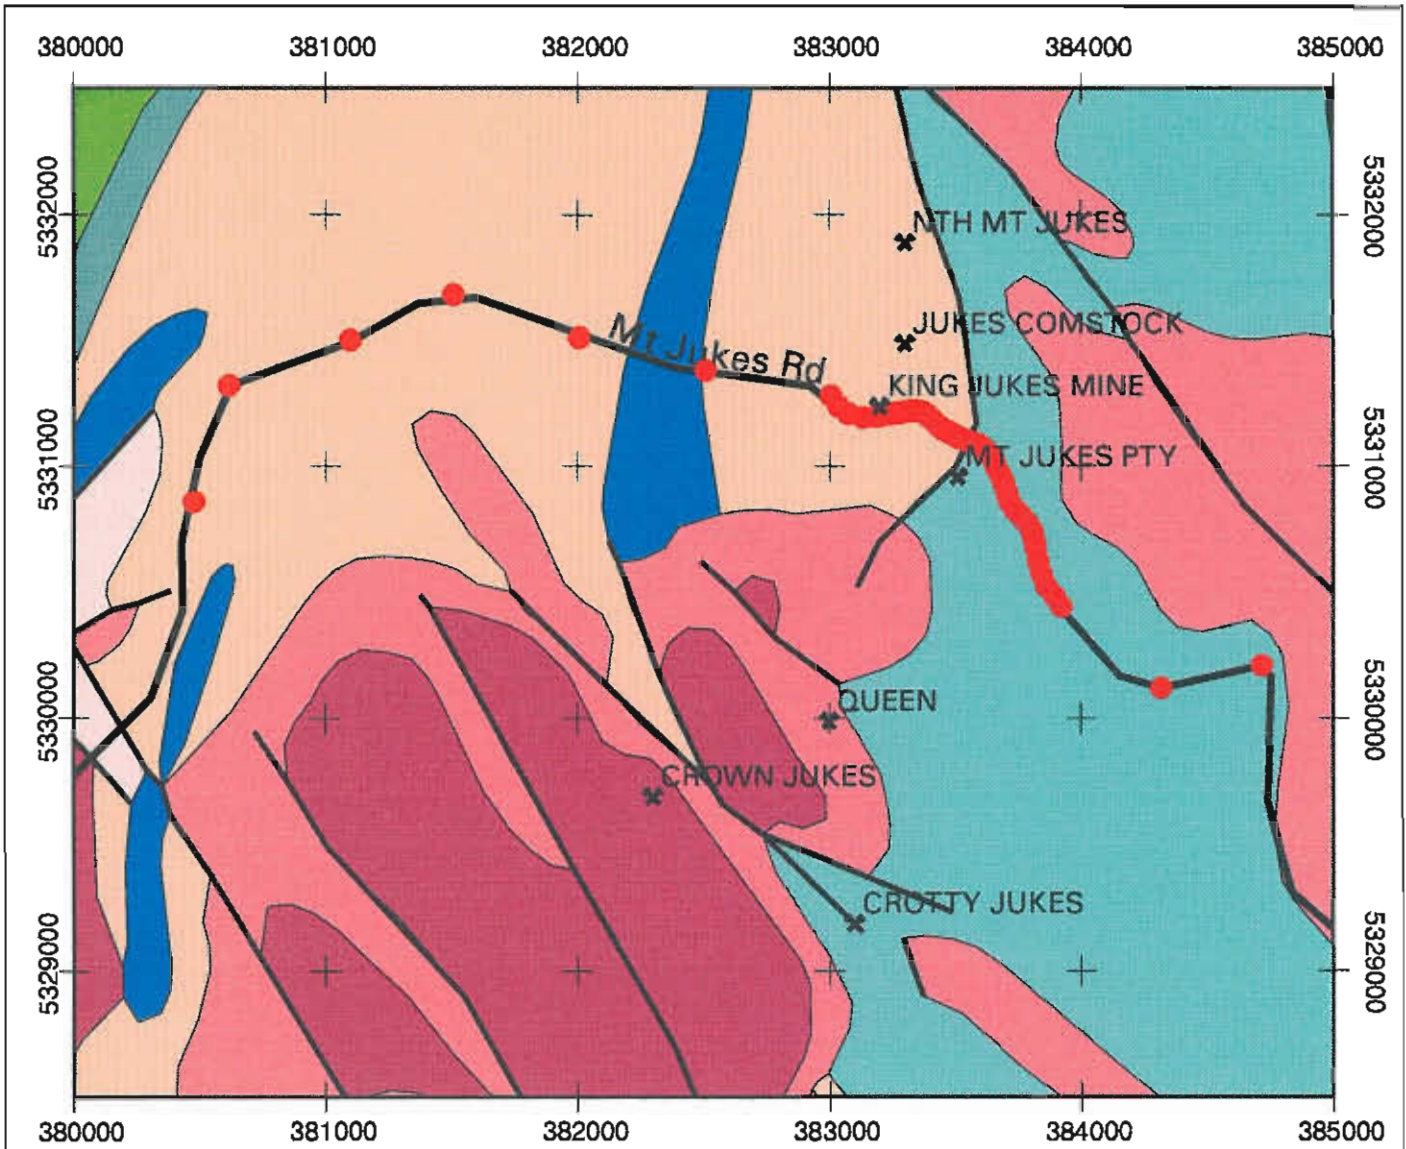 380000 381000 382000 383000 384000 385000
5332000
5332000
NTH MT JUKES
JUKES COMSTOCK
Mt Jukes Rd
KING JUKES MINE
5331000
5331000
MT JUKES PTY
QUEEN
5330000
5330000
CROWN JUKES
CROTTY JUKES
5329000
5329000
380000 381000 382000 383000 384000 385000